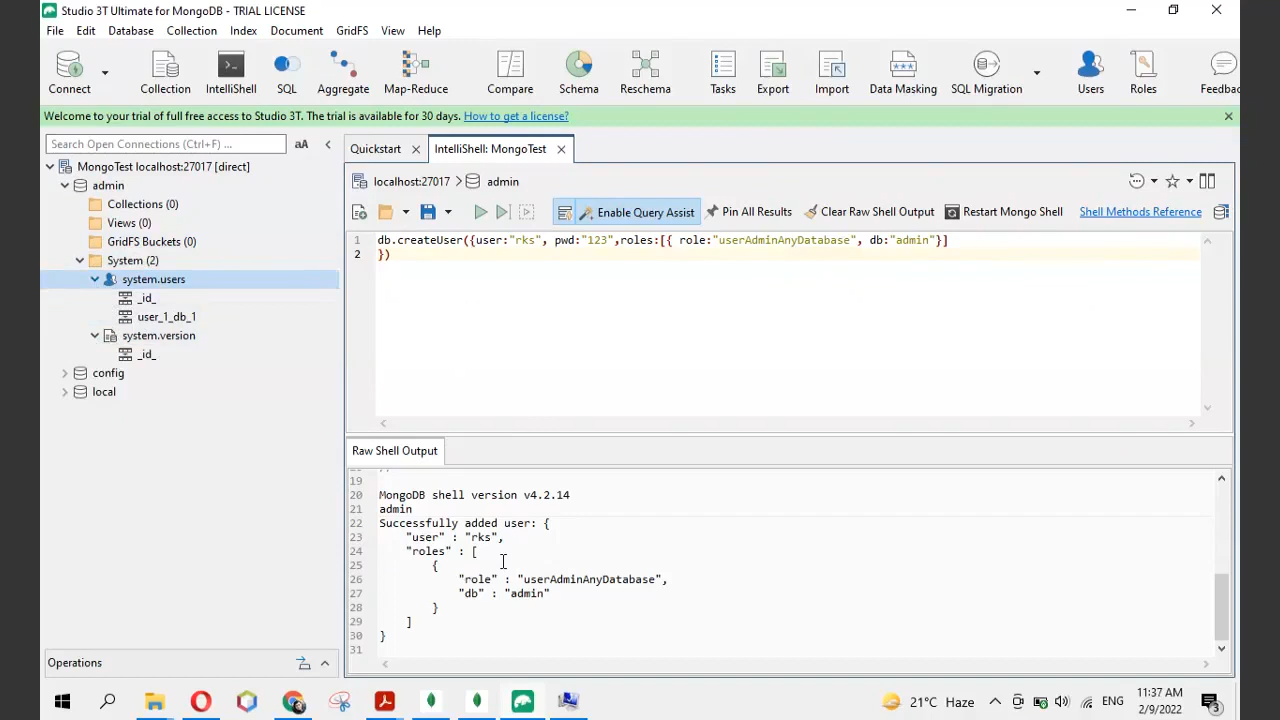 Studio 3T Ultimate for MongoDB - TRIAL LICENSE
File Edit Database Collection Index Document GridFS View Help
Connect Collection IntelliShell SQL Aggregate Map-Reduce Compare Schema Reschema Tasks Export Import Data Masking SQL Migration Users Roles Feedba
Welcome to your trial of full free access to Studio 3T. The trial is available for 30 days. How to get a license?
Search Open Connections (Ctrl+F) ... aA
MongoTest localhost:27017 [direct]
admin
Collections (0)
Views (0)
GridFS Buckets (0)
System (2)
system.users
_id_
user_1_db_1
system.version
_id_
config
local
Operations
Quickstart IntelliShell: MongoTest
localhost:27017 admin
Enable Query Assist Pin All Results Clear Raw Shell Output Restart Mongo Shell Shell Methods Reference
1 db.createUser({user:"rks", pwd:"123",roles:[{ role:"userAdminAnyDatabase", db:"admin"}]
2 })
Raw Shell Output
19
20 MongoDB shell version v4.2.14
21 admin
22 Successfully added user: {
23 "user" : "rks",
24 "roles" : [
25 {
26 "role" : "userAdminAnyDatabase",
27 "db" : "admin"
28 }
29 ]
30 }
31
21°C Haze ENG 11:37 AM
2/9/2022 3